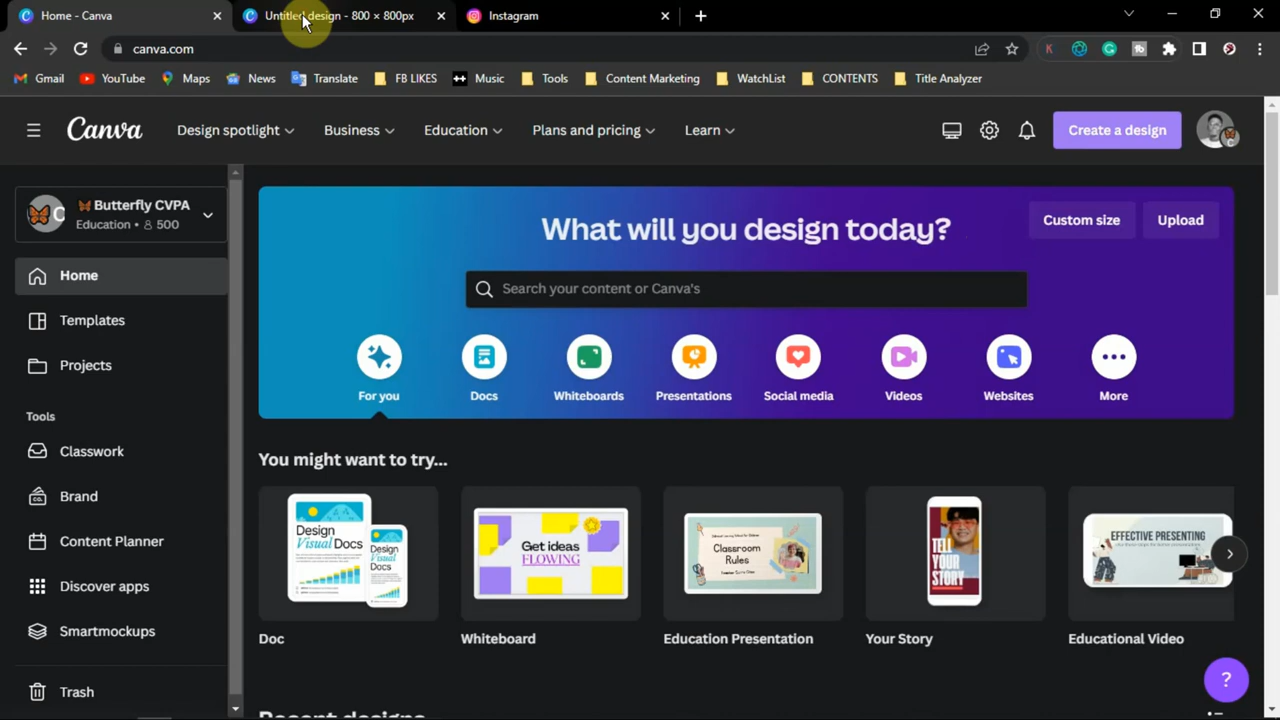 Home - Canva
Untitled design - 800 × 800px
Instagram
canva.com
Gmail
YouTube
Maps
News
Translate
FB LIKES
Music
Tools
Content Marketing
WatchList
CONTENTS
Title Analyzer
Canva
Design spotlight
Business
Education
Plans and pricing
Learn
Create a design
Butterfly CVPA
Education • 500
Home
Templates
Projects
Tools
Classwork
Brand
Content Planner
Discover apps
Smartmockups
Trash
What will you design today?
Custom size
Upload
Search your content or Canva's
For you
Docs
Whiteboards
Presentations
Social media
Videos
Websites
More
You might want to try...
Design
Visual Docs
Get ideas
FLOWING
Classroom
Rules
TELL
YOUR
STORY
EFFECTIVE PRESENTING
Doc
Whiteboard
Education Presentation
Your Story
Educational Video
?
Recent designs